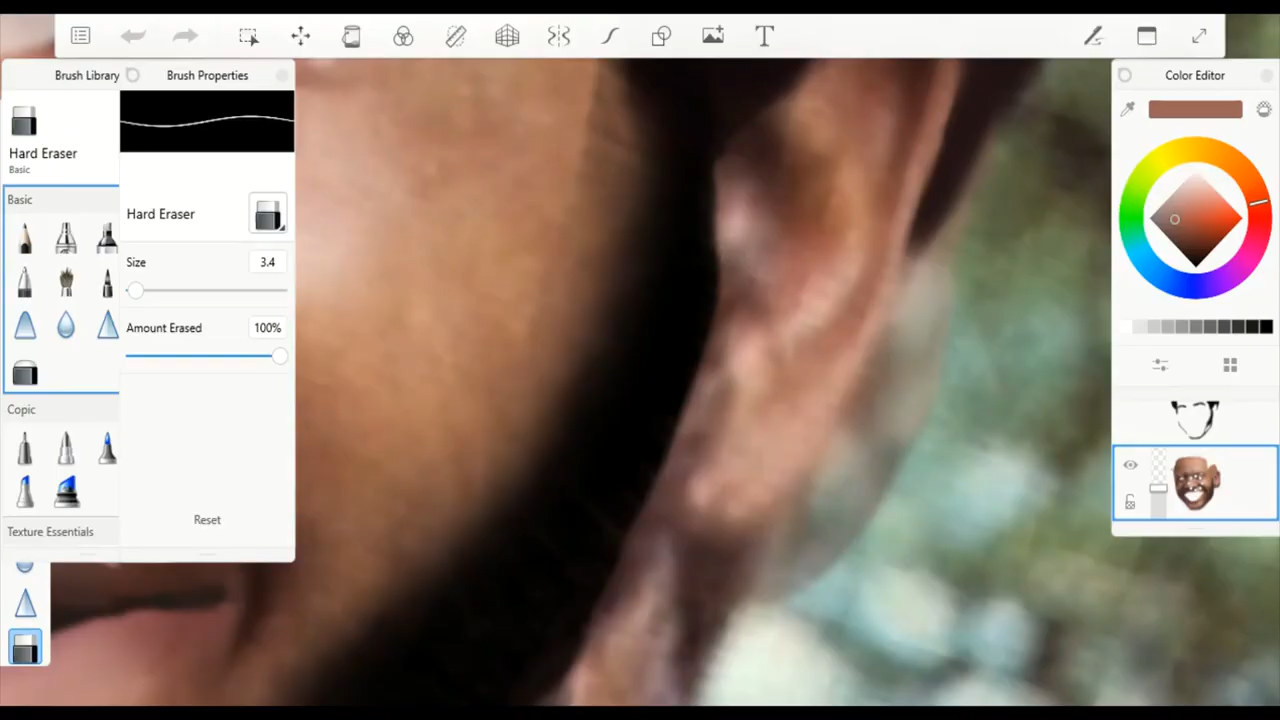 Brush Library
Brush Properties
Color Editor
Hard Eraser
Basic
Basic
Hard Eraser
Size
3.4
Amount Erased
100%
Copic
Reset
Texture Essentials
T